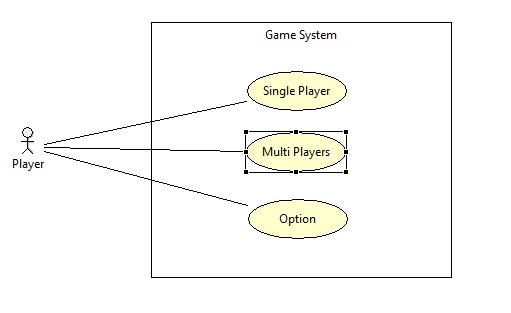 Game System
Single Player
Multi Players
Player
Option